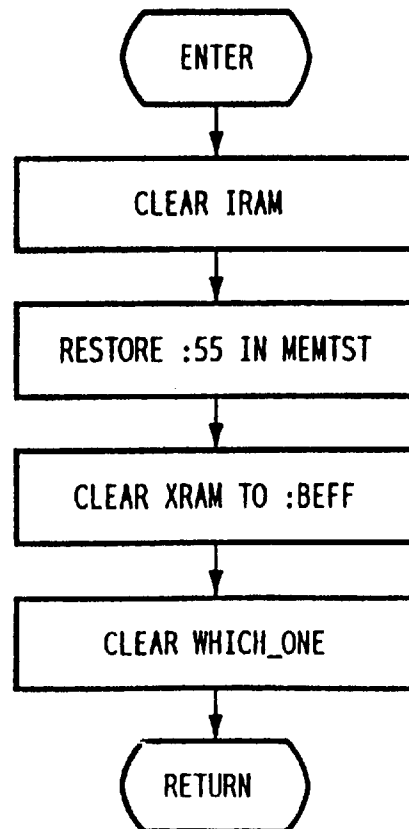 ENTER
CLEAR IRAM
RESTORE :55 IN MEMTST
CLEAR XRAM TO :BEFF
CLEAR WHICH_ONE
RETURN